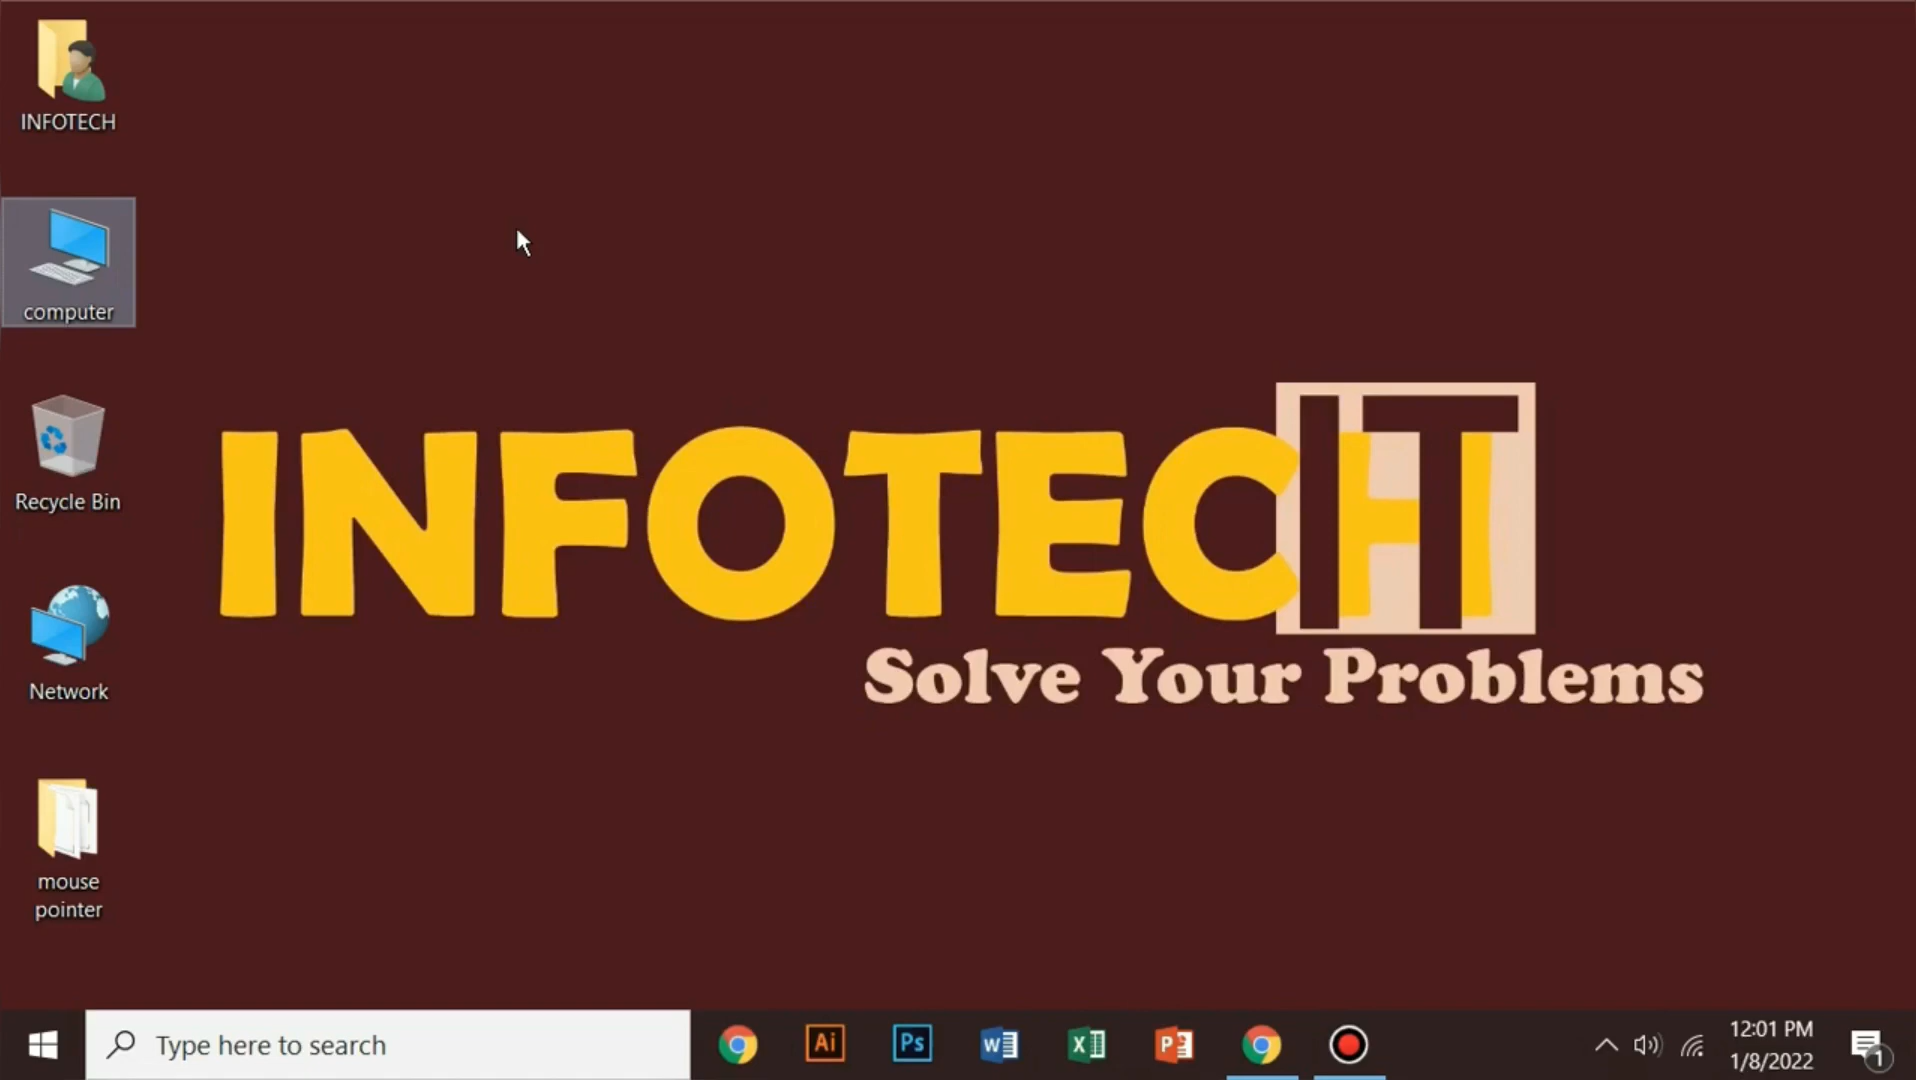 INFOTECH
computer
Recycle Bin
Network
mouse
pointer
INFOTECH
IT
Solve Your Problems
Type here to search
Ai
Ps
W
X
P
12:01 PM
1/8/2022
1